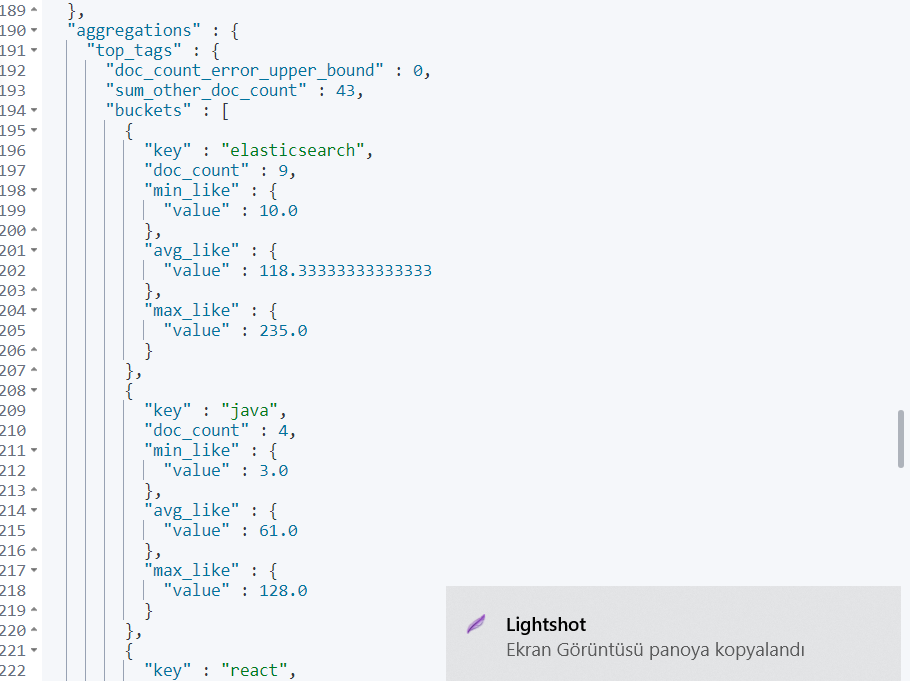 189 },
190 "aggregations" : {
191 "top_tags" : {
192 "doc_count_error_upper_bound" : 0,
193 "sum_other_doc_count" : 43,
194 "buckets" : [
195 {
196 "key" : "elasticsearch",
197 "doc_count" : 9,
198 "min_like" : {
199 "value" : 10.0
200 },
201 "avg_like" : {
202 "value" : 118.33333333333333
203 },
204 "max_like" : {
205 "value" : 235.0
206 }
207 },
208 {
209 "key" : "java",
210 "doc_count" : 4,
211 "min_like" : {
212 "value" : 3.0
213 },
214 "avg_like" : {
215 "value" : 61.0
216 },
217 "max_like" : {
218 "value" : 128.0
219 }
220 },
221 {
222 "key" : "react",
Lightshot
Ekran Görüntüsü panoya kopyalandı